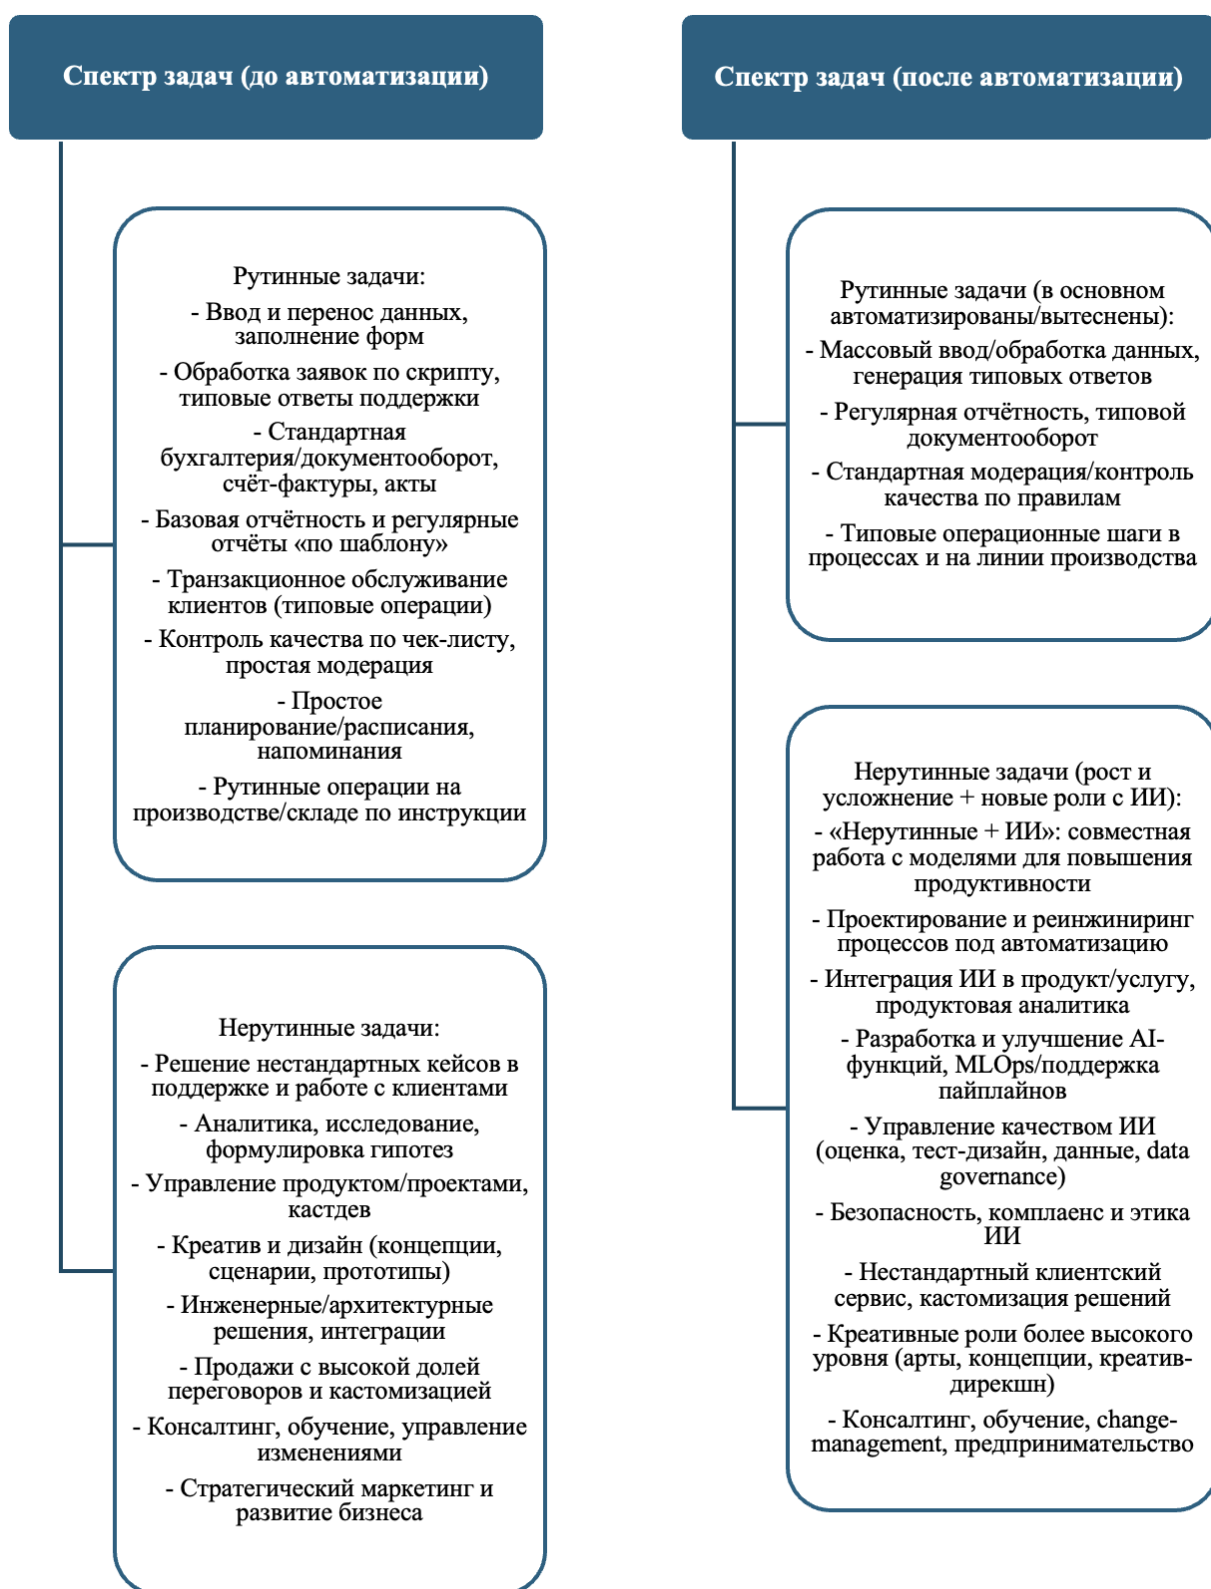 Спектр задач (до автоматизации)
Рутинные задачи:
- Ввод и перенос данных,
заполнение форм
- Обработка заявок по скрипту,
типовые ответы поддержки
- Стандартная
бухгалтерия/документооборот,
счёт-фактуры, акты
- Базовая отчётность и регулярные
отчёты «по шаблону»
- Транзакционное обслуживание
клиентов (типовые операции)
- Контроль качества по чек-листу,
простая модерация
- Простое
планирование/расписания,
напоминания
- Рутинные операции на
производстве/складе по инструкции
Нерутинные задачи:
- Решение нестандартных кейсов в
поддержке и работе с клиентами
- Аналитика, исследование,
формулировка гипотез
- Управление продуктом/проектами,
кастдев
- Креатив и дизайн (концепции,
сценарии, прототипы)
- Инженерные/архитектурные
решения, интеграции
- Продажи с высокой долей
переговоров и кастомизацией
- Консалтинг, обучение, управление
изменениями
- Стратегический маркетинг и
развитие бизнеса
Спектр задач (после автоматизации)
Рутинные задачи (в основном
автоматизированы/вытеснены):
- Массовый ввод/обработка данных,
генерация типовых ответов
- Регулярная отчётность, типовой
документооборот
- Стандартная модерация/контроль
качества по правилам
- Типовые операционные шаги в
процессах и на линии производства
Нерутинные задачи (рост и
усложнение + новые роли с ИИ):
- «Нерутинные + ИИ»: совместная
работа с моделями для повышения
продуктивности
- Проектирование и реинжиниринг
процессов под автоматизацию
- Интеграция ИИ в продукт/услугу,
продуктовая аналитика
- Разработка и улучшение AI-
функций, MLOps/поддержка
пайплайнов
- Управление качеством ИИ
(оценка, тест-дизайн, данные, data
governance)
- Безопасность, комплаенс и этика
ИИ
- Нестандартный клиентский
сервис, кастомизация решений
- Креативные роли более высокого
уровня (арты, концепции, креатив-
дирекшн)
- Консалтинг, обучение, change-
management, предпринимательство